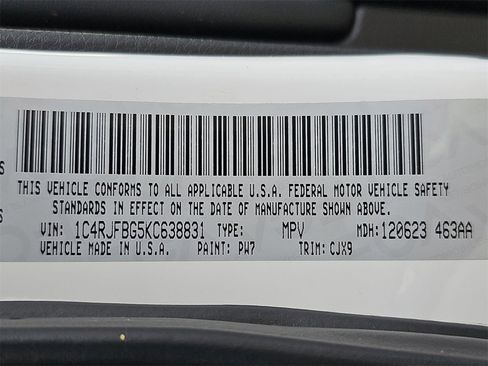 S
THIS VEHICLE CONFORMS TO ALL APPLICABLE U.S.A. FEDERAL MOTOR VEHICLE SAFETY
S STANDARDS IN EFFECT ON THE DATE OF MANUFACTURE SHOWN ABOVE.
VIN: 1C4RJFBG5KC638831 TYPE: MPV MDH: 120623 463AA
VEHICLE MADE IN U.S.A. PAINT: PW7 TRIM: CJX9